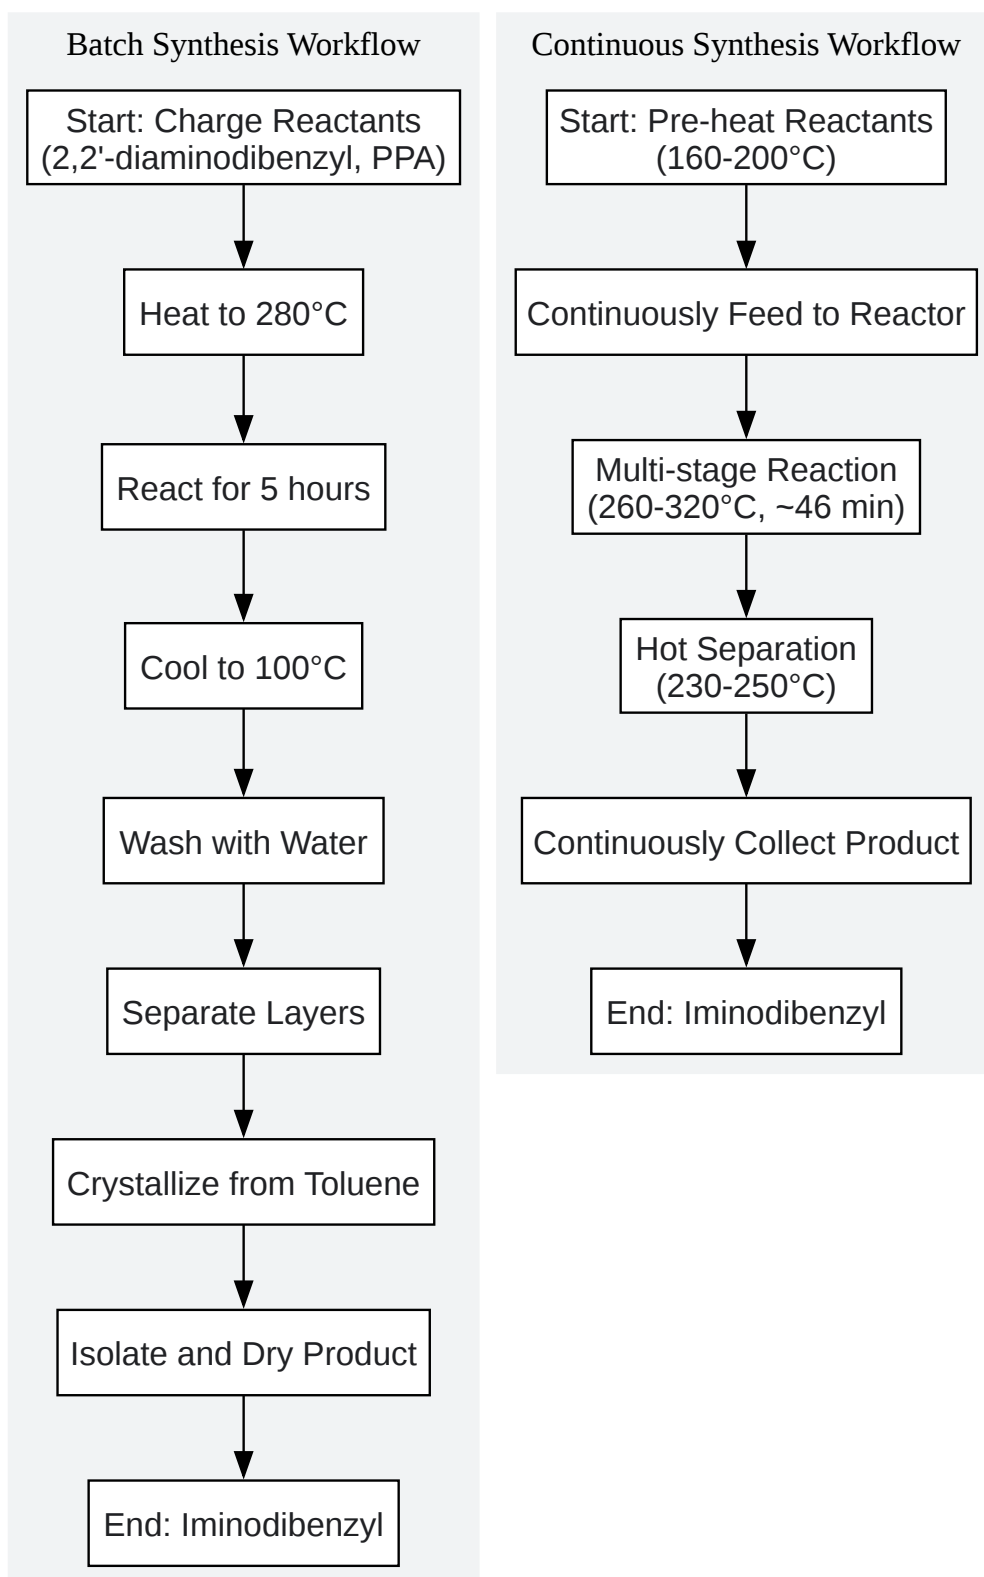 Batch Synthesis Workflow
Start: Charge Reactants
(2,2'-diaminodibenzyl, PPA)
Heat to 280°C
React for 5 hours
Cool to 100°C
Wash with Water
Separate Layers
Crystallize from Toluene
Isolate and Dry Product
End: Iminodibenzyl
Continuous Synthesis Workflow
Start: Pre-heat Reactants
(160-200°C)
Continuously Feed to Reactor
Multi-stage Reaction
(260-320°C, ~46 min)
Hot Separation
(230-250°C)
Continuously Collect Product
End: Iminodibenzyl